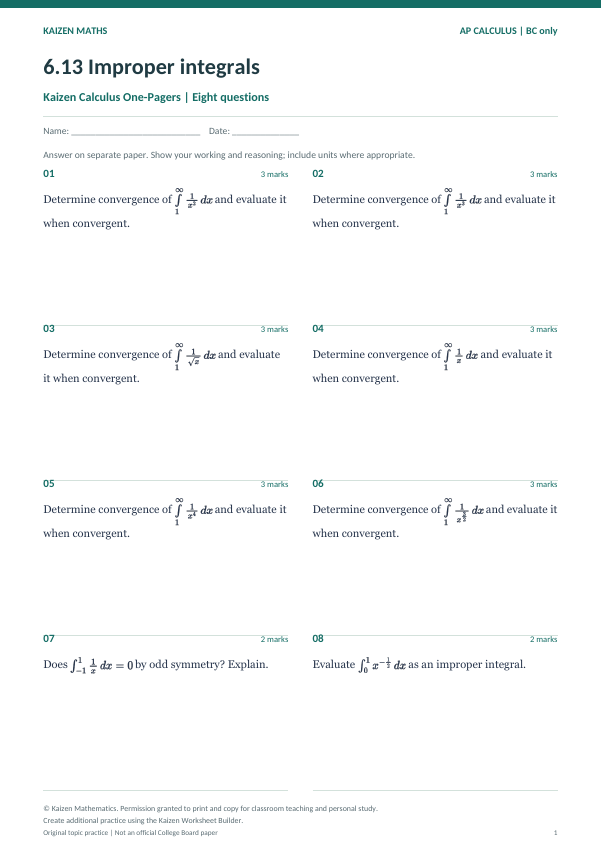 KAIZEN MATHS
AP CALCULUS | BC only
6.13 Improper integrals
Kaizen Calculus One-Pagers | Eight questions
Name: ____________________________ Date: ______________
Answer on separate paper. Show your working and reasoning; include units where appropriate.
01 3 marks
Determine convergence of ∫₁^∞ 1/x² dx and evaluate it
when convergent.
02 3 marks
Determine convergence of ∫₁^∞ 1/x³ dx and evaluate it
when convergent.
03 3 marks
Determine convergence of ∫₁^∞ 1/√x dx and evaluate
it when convergent.
04 3 marks
Determine convergence of ∫₁^∞ 1/x dx and evaluate it
when convergent.
05 3 marks
Determine convergence of ∫₁^∞ 1/x⁴ dx and evaluate it
when convergent.
06 3 marks
Determine convergence of ∫₁^∞ 1/x^(3/2) dx and evaluate it
when convergent.
07 2 marks
Does ∫₋₁^1 1/x dx = 0 by odd symmetry? Explain.
08 2 marks
Evaluate ∫₀^1 x^(−1/2) dx as an improper integral.
© Kaizen Mathematics. Permission granted to print and copy for classroom teaching and personal study.
Create additional practice using the Kaizen Worksheet Builder.
Original topic practice | Not an official College Board paper
1